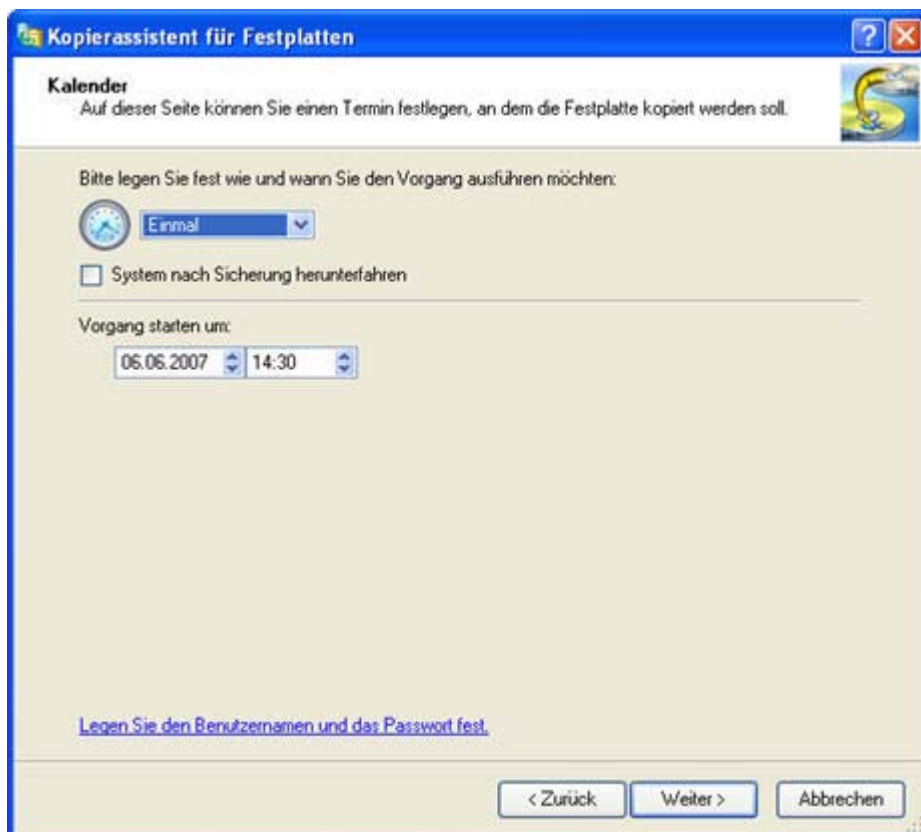 Kopierassistent für Festplatten
Kalender
Auf dieser Seite können Sie einen Termin festlegen, an dem die Festplatte kopiert werden soll.
Bitte legen Sie fest wie und wann Sie den Vorgang ausführen möchten:
Einmal
System nach Sicherung herunterfahren
Vorgang starten um:
06.06.2007 14:30
Legen Sie den Benutzernamen und das Passwort fest.
< Zurück Weiter > Abbrechen